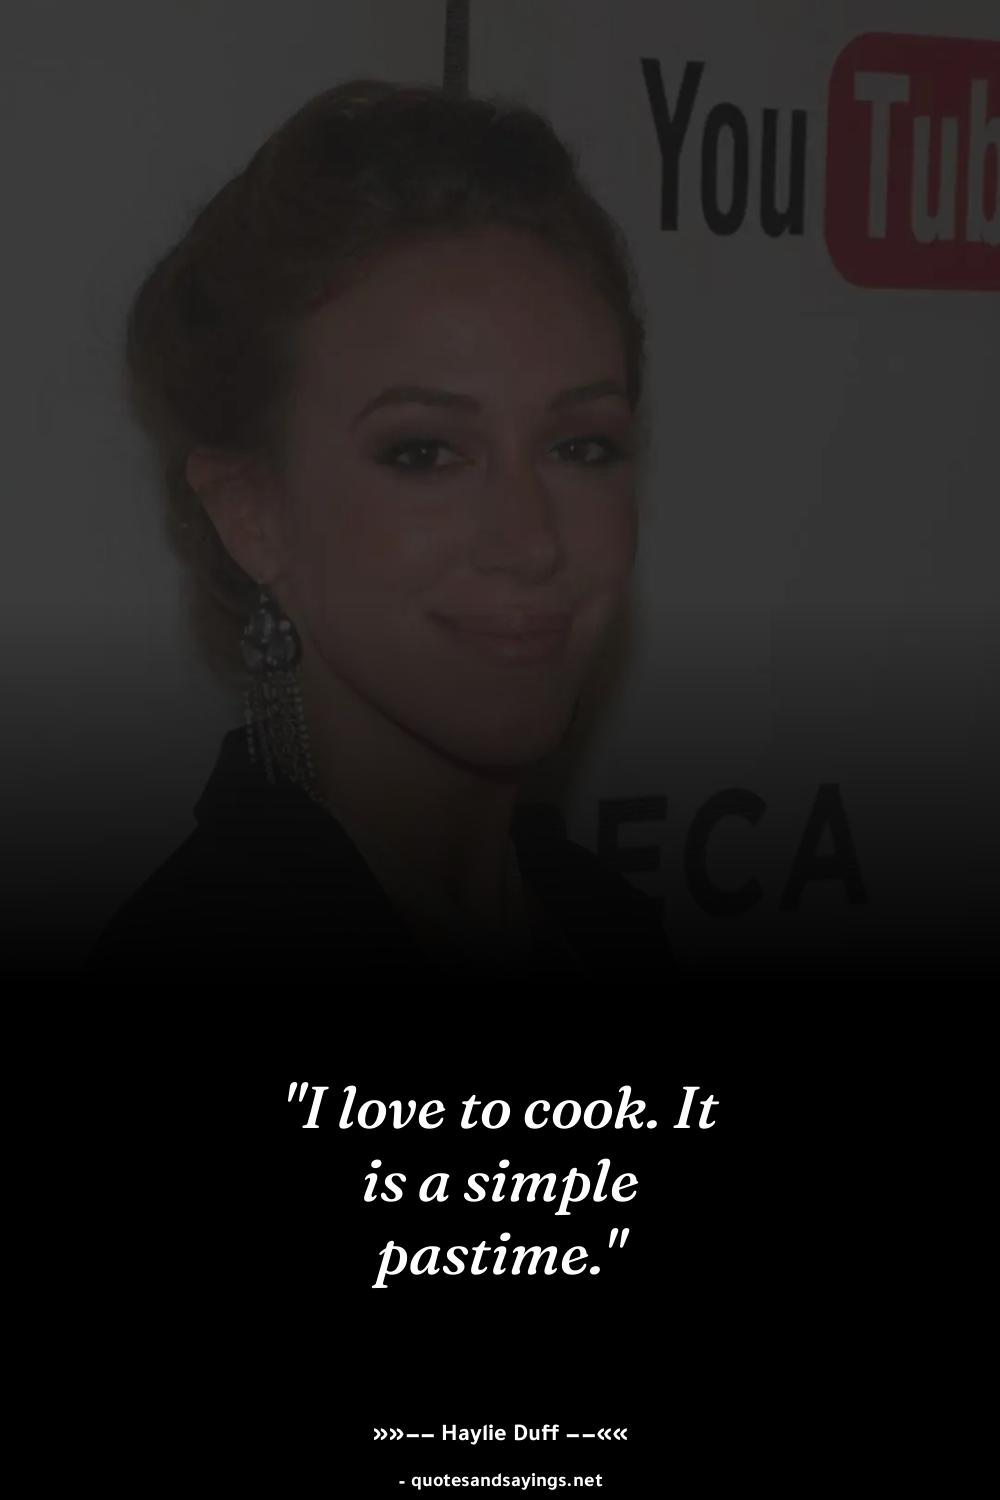 You Tub
ECA
"I love to cook. It
is a simple
pastime."
»»–– Haylie Duff ––««
- quotesandsayings.net